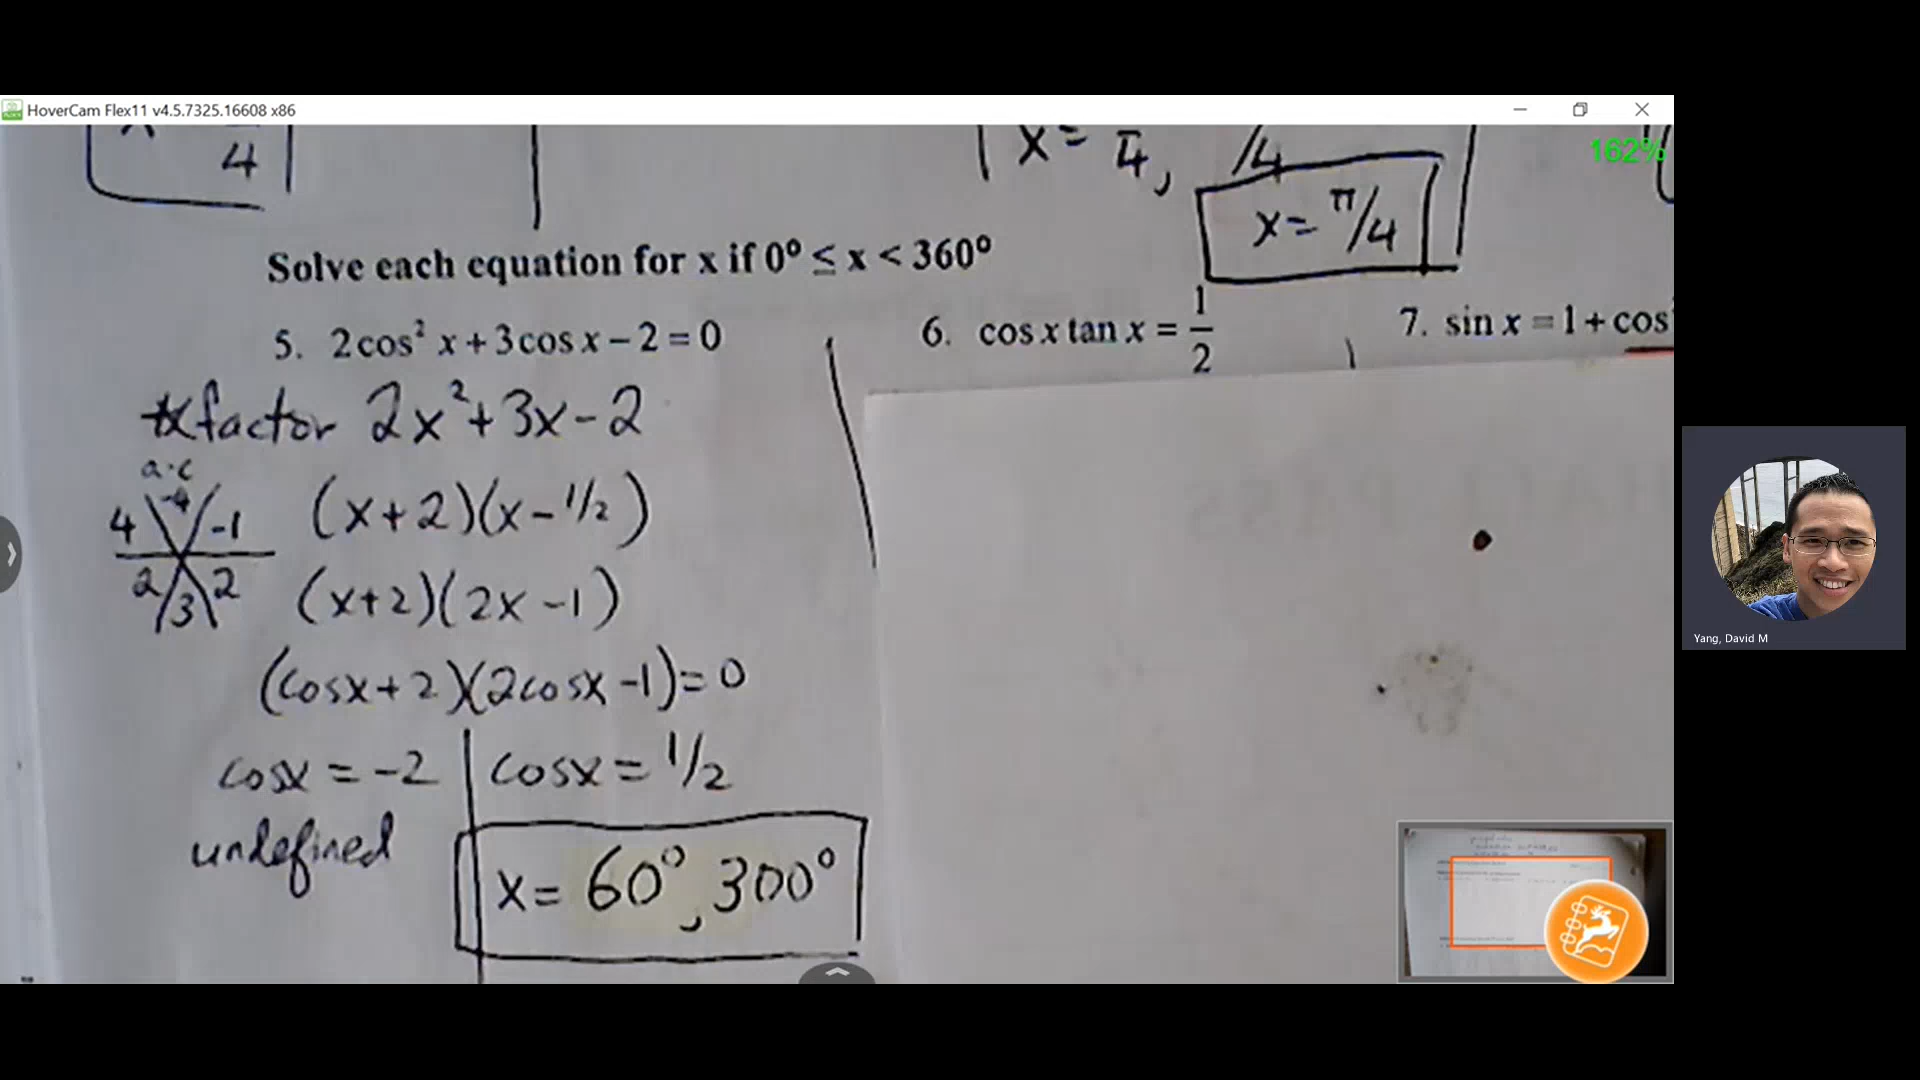 HoverCam Flex11 v4.5.7325.16608 x86
162%
4
x = π/4, /4
x = π/4
Solve each equation for x if 0° ≤ x < 360°
5. 2cos² x + 3cos x − 2 = 0
6. cos x tan x = 1/2
7. sin x = 1 + cos
factor 2x² + 3x − 2
a·c
4 -4 -1
2 3 2
(x+2)(x−1/2)
(x+2)(2x−1)
(cosx+2)(2cosx−1)=0
cosx = −2
cosx = 1/2
undefined
x = 60°, 300°
Yang, David M